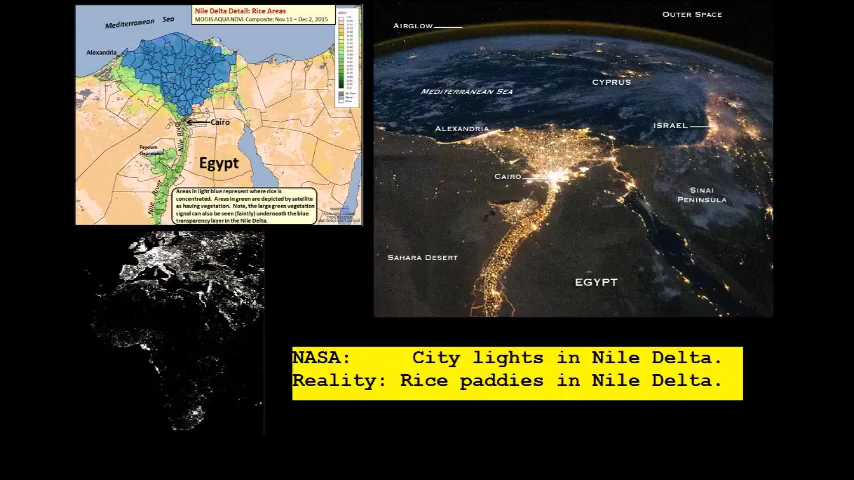 Nile Delta Detail: Rice Areas
MODIS AQUA NDVI Composite: Nov 11 – Dec 2, 2015
Mediterranean Sea
Alexandria
Cairo
Nile River
Fayoum
Depression
Egypt
Areas in light blue represent where rice is
concentrated. Areas in green are depicted by satellite
as having vegetation. Note, the large green vegetation
signal can also be seen (faintly) underneath the blue
transparency layer in the Nile Delta.
AIRGLOW
OUTER SPACE
MEDITERRANEAN SEA
CYPRUS
ALEXANDRIA
ISRAEL
CAIRO
SINAI
PENINSULA
SAHARA DESERT
EGYPT
NASA: City lights in Nile Delta.
Reality: Rice paddies in Nile Delta.